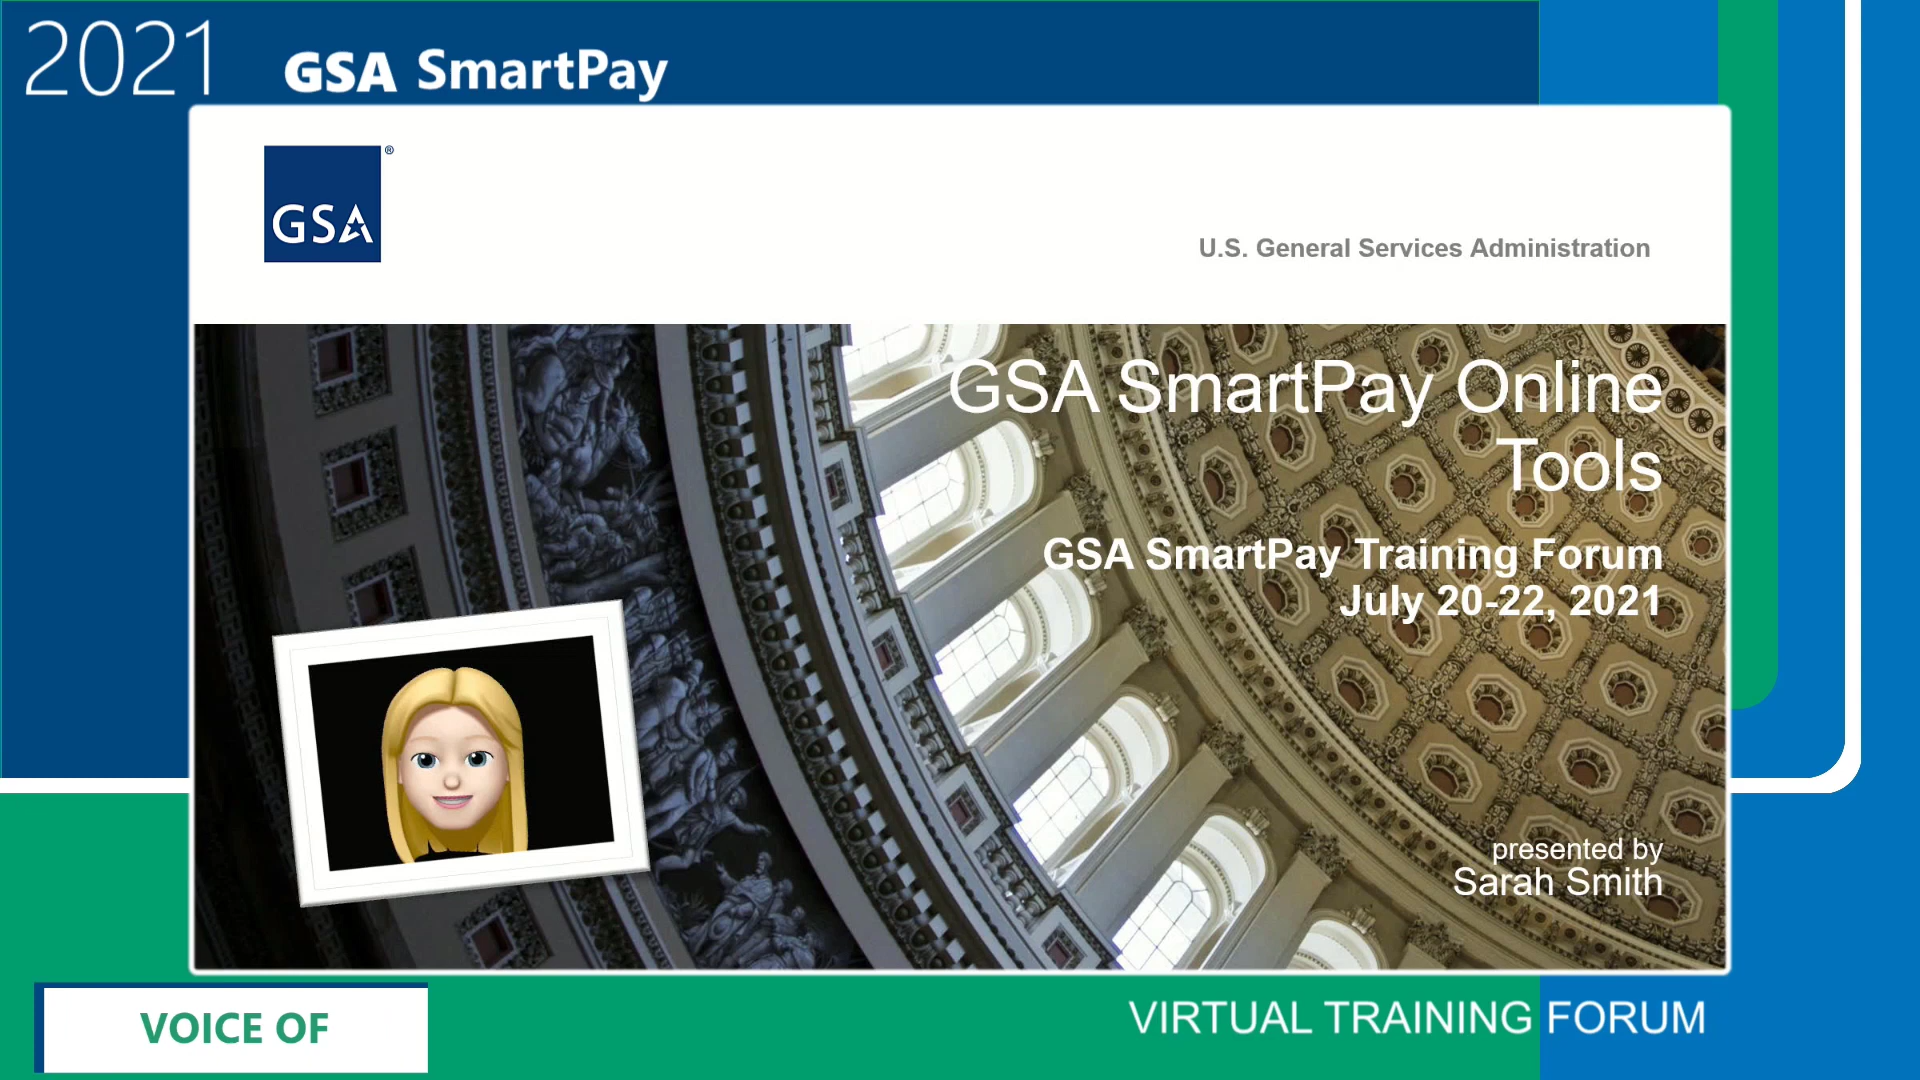 2021
GSA SmartPay
GSA®
U.S. General Services Administration
GSA SmartPay Online
Tools
GSA SmartPay Training Forum
July 20-22, 2021
presented by
Sarah Smith
VOICE OF
VIRTUAL TRAINING FORUM